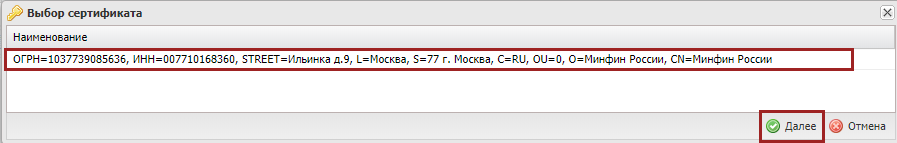 Выбор сертификата
Наименование
ОГРН=1037739085636, ИНН=007710168360, STREET=Ильинка д.9, L=Москва, S=77 г. Москва, C=RU, OU=0, O=Минфин России, CN=Минфин России
Далее Отмена